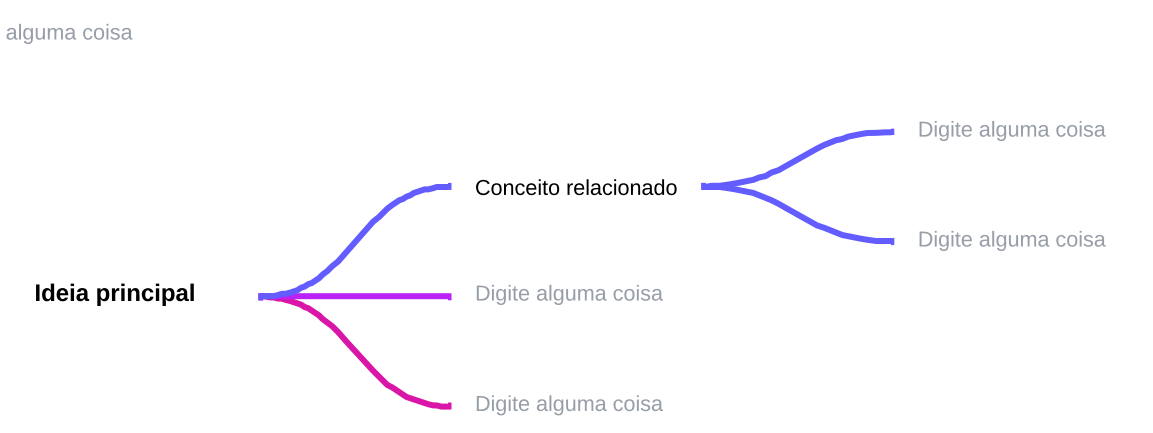 alguma coisa
Digite alguma coisa
Conceito relacionado
Digite alguma coisa
Ideia principal
Digite alguma coisa
Digite alguma coisa